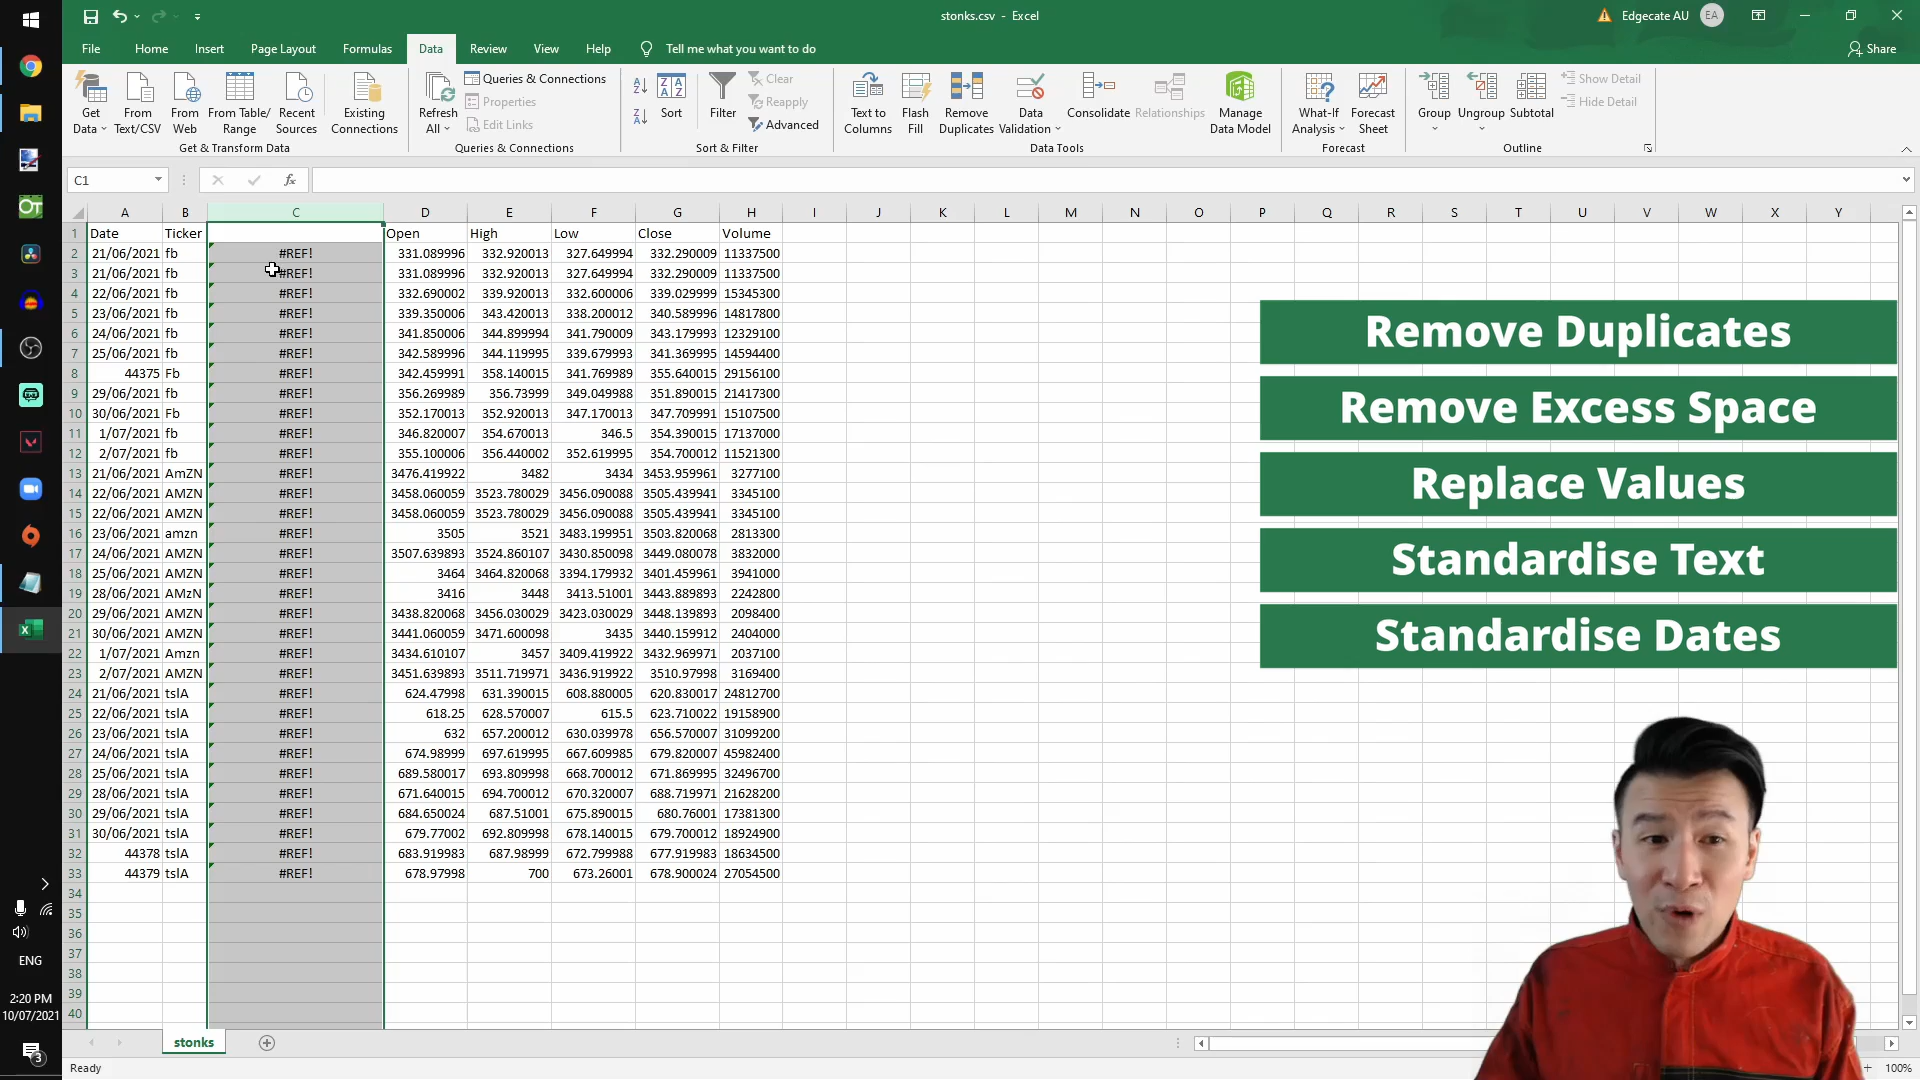 stonks.csv - Excel
Edgecate AU EA
File Home Insert Page Layout Formulas Data Review View Help Tell me what you want to do Share
Get Data
From Text/CSV
From Web
From Table/ Range
Recent Sources
Existing Connections
Refresh All
Queries & Connections
Properties
Edit Links
Sort
Filter
Clear
Reapply
Advanced
Text to Columns
Flash Fill
Remove Duplicates
Data Validation
Consolidate
Relationships
Manage Data Model
What-If Analysis
Forecast Sheet
Group
Ungroup
Subtotal
Show Detail
Hide Detail
Get & Transform Data Queries & Connections Sort & Filter Data Tools Forecast Outline
C1 fx
A B C D E F G H I J K L M N O P Q R S T U V W X Y
1 Date Ticker Open High Low Close Volume
2 21/06/2021 fb #REF! 331.089996 332.920013 327.649994 332.290009 11337500
3 21/06/2021 fb #REF! 331.089996 332.920013 327.649994 332.290009 11337500
4 22/06/2021 fb #REF! 332.690002 339.920013 332.600006 339.029999 15345300
5 23/06/2021 fb #REF! 339.350006 343.420013 338.200012 340.589996 14817800
6 24/06/2021 fb #REF! 341.850006 344.899994 341.790009 343.179993 12329100
7 25/06/2021 fb #REF! 342.589996 344.119995 339.679993 341.369995 14594400
8 44375 Fb #REF! 342.459991 358.140015 341.769989 355.640015 29156100
9 29/06/2021 fb #REF! 356.269989 356.73999 349.049988 351.890015 21417300
10 30/06/2021 Fb #REF! 352.170013 352.920013 347.170013 347.709991 15107500
11 1/07/2021 fb #REF! 346.820007 354.670013 346.5 354.390015 17137000
12 2/07/2021 fb #REF! 355.100006 356.440002 352.619995 354.700012 11521300
13 21/06/2021 AmZN #REF! 3476.419922 3482 3434 3453.959961 3277100
14 22/06/2021 AMZN #REF! 3458.060059 3523.780029 3456.090088 3505.439941 3345100
15 22/06/2021 AMZN #REF! 3458.060059 3523.780029 3456.090088 3505.439941 3345100
16 23/06/2021 amzn #REF! 3505 3521 3483.199951 3503.820068 2813300
17 24/06/2021 AMZN #REF! 3507.639893 3524.860107 3430.850098 3449.080078 3832000
18 25/06/2021 AMZN #REF! 3464 3464.820068 3394.179932 3401.459961 3941000
19 28/06/2021 AMzN #REF! 3416 3448 3413.51001 3443.889893 2242800
20 29/06/2021 AMZN #REF! 3438.820068 3456.030029 3423.030029 3448.139893 2098400
21 30/06/2021 AMZN #REF! 3441.060059 3471.600098 3435 3440.159912 2404000
22 1/07/2021 Amzn #REF! 3434.610107 3457 3409.419922 3432.969971 2037100
23 2/07/2021 AMZN #REF! 3451.639893 3511.719971 3436.919922 3510.97998 3169400
24 21/06/2021 tslA #REF! 624.47998 631.390015 608.880005 620.830017 24812700
25 22/06/2021 tslA #REF! 618.25 628.570007 615.5 623.710022 19158900
26 23/06/2021 tslA #REF! 632 657.200012 630.039978 656.570007 31099200
27 24/06/2021 tslA #REF! 674.98999 697.619995 667.609985 679.820007 45982400
28 25/06/2021 tslA #REF! 689.580017 693.809998 668.700012 671.869995 32496700
29 28/06/2021 tslA #REF! 671.640015 694.700012 670.320007 688.719971 21628200
30 29/06/2021 tslA #REF! 684.650024 687.51001 675.890015 680.76001 17381300
31 30/06/2021 tslA #REF! 679.77002 692.809998 678.140015 679.700012 18924900
32 44378 tslA #REF! 683.919983 687.98999 672.799988 677.919983 18634500
33 44379 tslA #REF! 678.97998 700 673.26001 678.900024 27054500
34
35
36
37
38
39
40
Remove Duplicates
Remove Excess Space
Replace Values
Standardise Text
Standardise Dates
ENG
2:20 PM
10/07/2021
3
stonks
Ready
100%